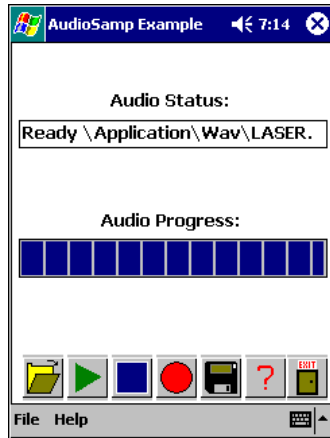 AudioSamp Example 7:14
Audio Status:
Ready \Application\Wav\LASER.
Audio Progress:
?
EXIT
File Help